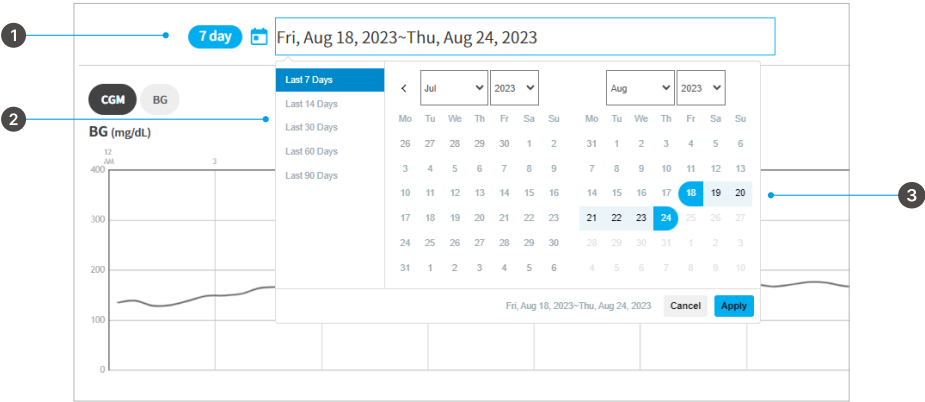 1
7 day Fri, Aug 18, 2023~Thu, Aug 24, 2023
CGM BG
BG (mg/dL)
12
AM
3
400
300
200
100
0
2
Last 7 Days
Last 14 Days
Last 30 Days
Last 60 Days
Last 90 Days
Jul 2023
Mo Tu We Th Fr Sa Su
26 27 28 29 30 1 2
3 4 5 6 7 8 9
10 11 12 13 14 15 16
17 18 19 20 21 22 23
24 25 26 27 28 29 30
31 1 2 3 4 5 6
Aug 2023
Mo Tu We Th Fr Sa Su
31 1 2 3 4 5 6
7 8 9 10 11 12 13
14 15 16 17 18 19 20
21 22 23 24 25 26 27
28 29 30 31 1 2 3
4 5 6 7 8 9 10
3
Fri, Aug 18, 2023~Thu, Aug 24, 2023 Cancel Apply